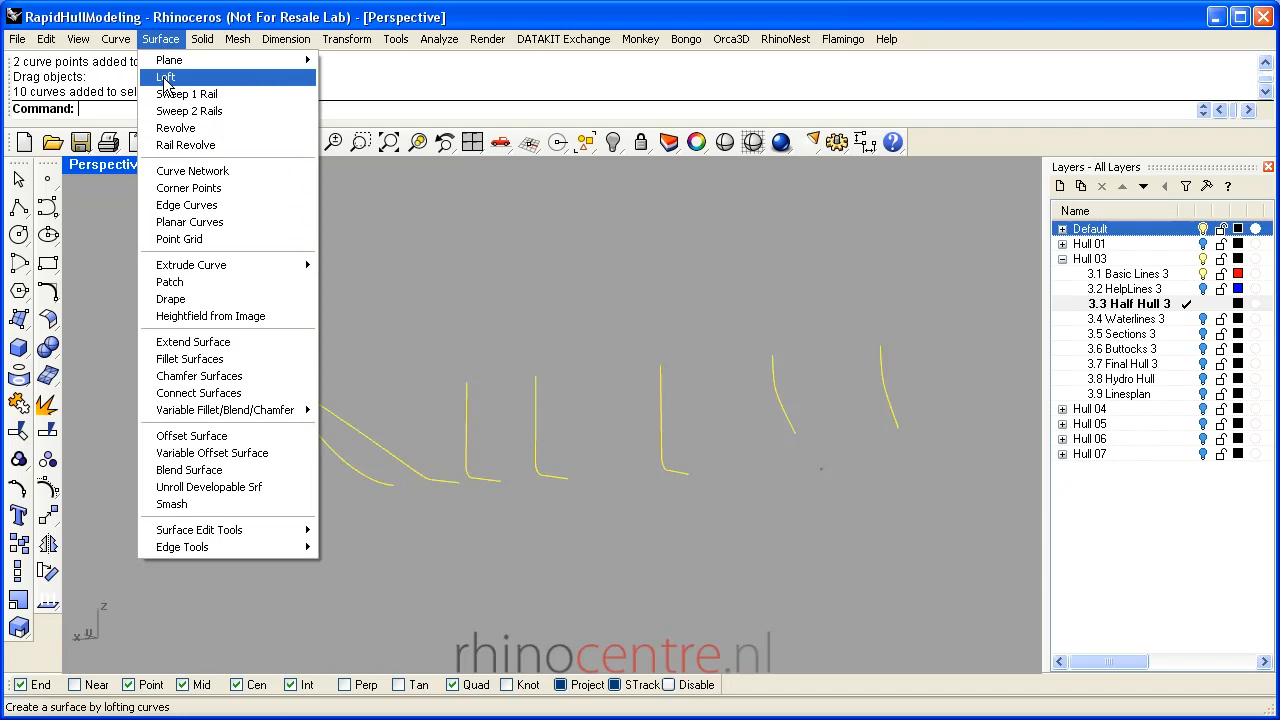 RapidHullModeling - Rhinoceros (Not For Resale Lab) - [Perspective]
File Edit View Curve Surface Solid Mesh Dimension Transform Tools Analyze Render DATAKIT Exchange Monkey Bongo Orca3D RhinoNest Flamingo Help
2 curve points added to
Drag objects:
10 curves added to sel
Command:
Plane
Loft
Sweep 1 Rail
Sweep 2 Rails
Revolve
Rail Revolve
Curve Network
Corner Points
Edge Curves
Planar Curves
Point Grid
Extrude Curve
Patch
Drape
Heightfield from Image
Extend Surface
Fillet Surfaces
Chamfer Surfaces
Connect Surfaces
Variable Fillet/Blend/Chamfer
Offset Surface
Variable Offset Surface
Blend Surface
Unroll Developable Srf
Smash
Surface Edit Tools
Edge Tools
Perspectiv
Layers - All Layers
Name
Default
Hull 01
Hull 03
3.1 Basic Lines 3
3.2 HelpLines 3
3.3 Half Hull 3
3.4 Waterlines 3
3.5 Sections 3
3.6 Buttocks 3
3.7 Final Hull 3
3.8 Hydro Hull
3.9 Linesplan
Hull 04
Hull 05
Hull 06
Hull 07
z
x y
rhinocentre.nl
End Near Point Mid Cen Int Perp Tan Quad Knot Project STrack Disable
Create a surface by lofting curves